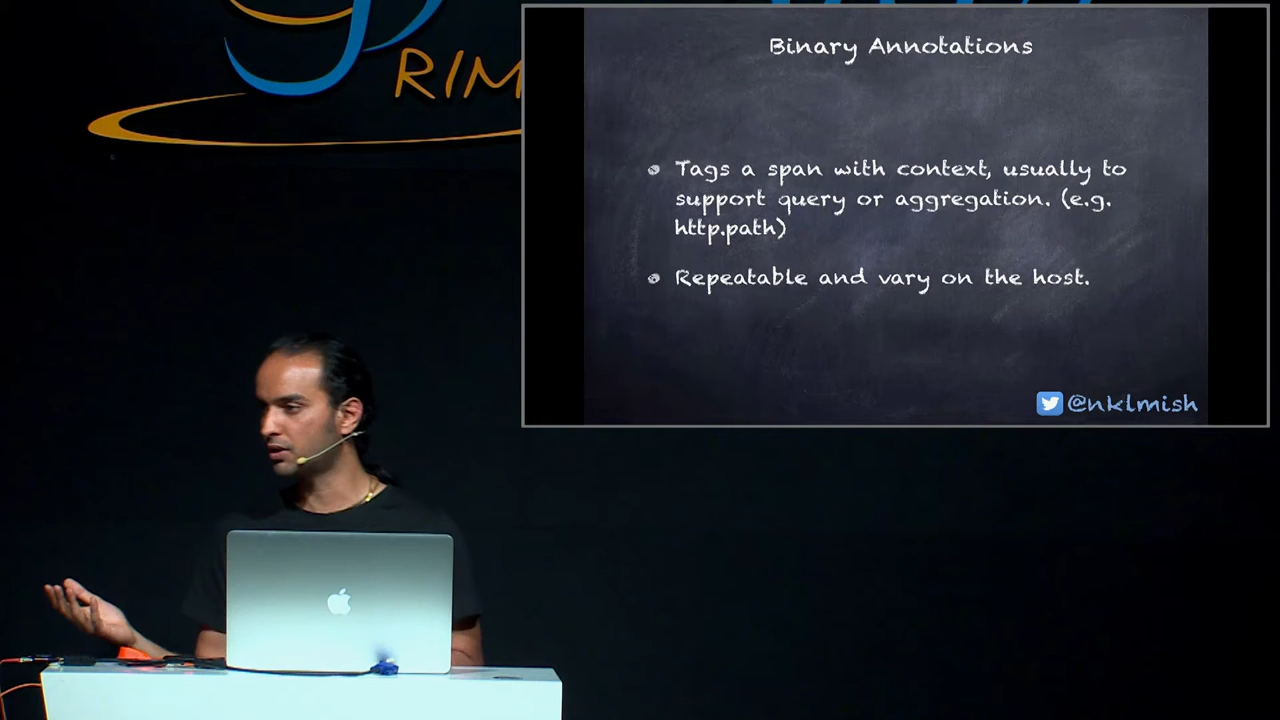 RIM
Binary Annotations
Tags a span with context, usually to
support query or aggregation. (e.g.
http.path)
Repeatable and vary on the host.
@nklmish